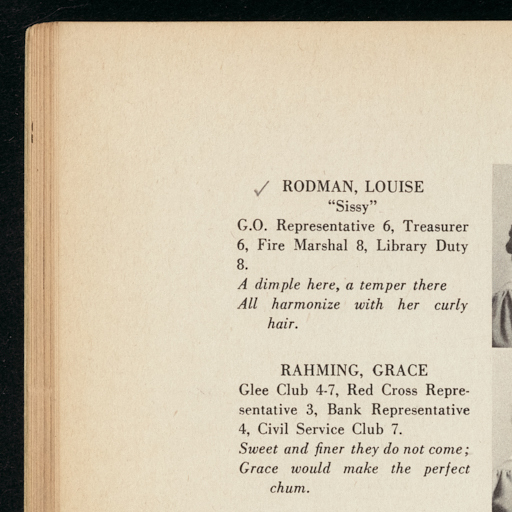 RODMAN, LOUISE
“Sissy”
G.O. Representative 6, Treasurer
6, Fire Marshal 8, Library Duty
8.
A dimple here, a temper there
All harmonize with her curly
hair.
RAHMING, GRACE
Glee Club 4-7, Red Cross Repre-
sentative 3, Bank Representative
4, Civil Service Club 7.
Sweet and finer they do not come;
Grace would make the perfect
chum.